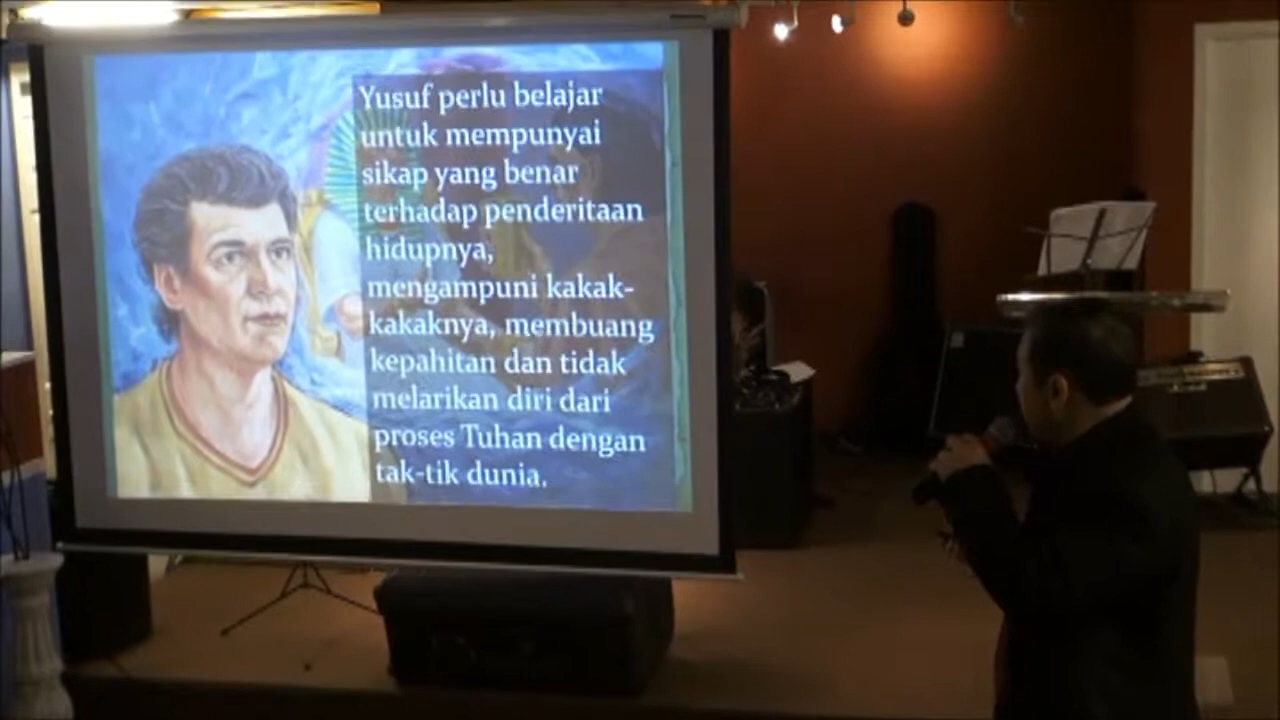 Yusuf perlu belajar
untuk mempunyai
sikap yang benar
terhadap penderitaan
hidupnya,
mengampuni kakak-
kakaknya, membuang
kepahitan dan tidak
melarikan diri dari
proses Tuhan dengan
tak-tik dunia.